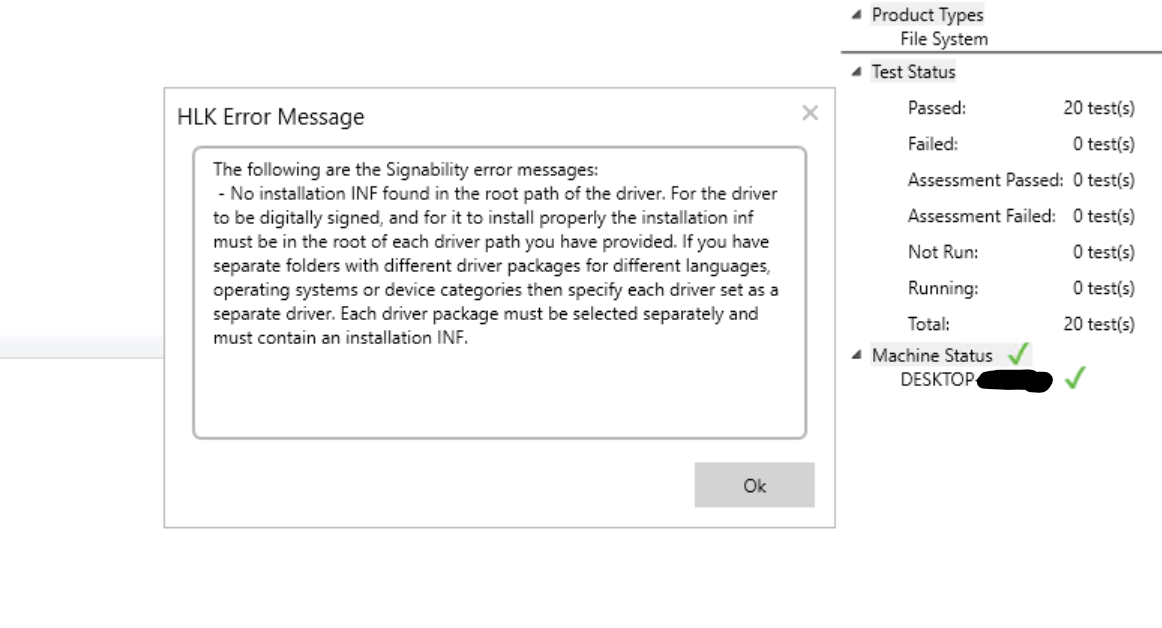 Product Types
File System
Test Status
Passed: 20 test(s)
Failed: 0 test(s)
Assessment Passed: 0 test(s)
Assessment Failed: 0 test(s)
Not Run: 0 test(s)
Running: 0 test(s)
Total: 20 test(s)
Machine Status
DESKTOP-
HLK Error Message
The following are the Signability error messages:
- No installation INF found in the root path of the driver. For the driver
to be digitally signed, and for it to install properly the installation inf
must be in the root of each driver path you have provided. If you have
separate folders with different driver packages for different languages,
operating systems or device categories then specify each driver set as a
separate driver. Each driver package must be selected separately and
must contain an installation INF.
Ok